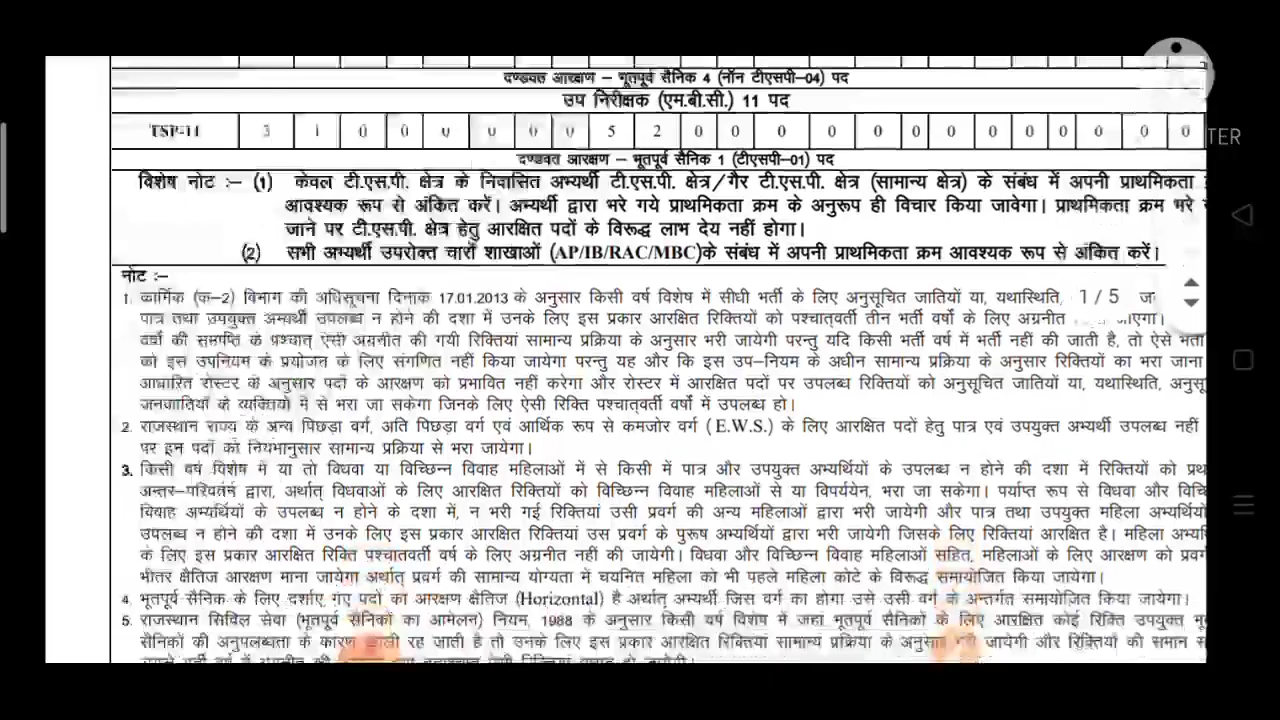 दण्डवत आरक्षण – भूतपूर्व सैनिक 4 (नॉन टीएसपी–04) पद
उप निरीक्षक (एम.बी.सी.) 11 पद
TSP-11 3 1 0 0 0 0 0 0 5 2 0 0 0 0 0 0 0 0 0 0 0 0 0
दण्डवत आरक्षण – भूतपूर्व सैनिक 1 (टीएसपी–01) पद
विशेष नोट :– (1) केवल टी.एस.पी. क्षेत्र के निवासित अभ्यर्थी टी.एस.पी. क्षेत्र/गैर टी.एस.पी. क्षेत्र (सामान्य क्षेत्र) के संबंध में अपनी प्राथमिकता
आवश्यक रूप से अंकित करें। अभ्यर्थी द्वारा भरे गये प्राथमिकता क्रम के अनुरूप ही विचार किया जावेगा। प्राथमिकता क्रम भरे
जाने पर टी.एस.पी. क्षेत्र हेतु आरक्षित पदों के विरूद्ध लाभ देय नहीं होगा।
(2) सभी अभ्यर्थी उपरोक्त चारों शाखाओं (AP/IB/RAC/MBC)के संबंध में अपनी प्राथमिकता क्रम आवश्यक रूप से अंकित करें।
नोट :–
1. कार्मिक (क–2) विभाग की अधिसूचना दिनांक 17.01.2013 के अनुसार किसी वर्ष विशेष में सीधी भर्ती के लिए अनुसूचित जातियों या, यथास्थिति,
पात्र तथा उपयुक्त अभ्यर्थी उपलब्ध न होने की दशा में उनके लिए इस प्रकार आरक्षित रिक्तियों को पश्चात्वर्ती तीन भर्ती वर्षो के लिए अग्रनीत
वर्षो की समाप्ति के पश्चात् ऐसी अग्रनीत की गयी रिक्तियां सामान्य प्रक्रिया के अनुसार भरी जायेगी परन्तु यदि किसी भर्ती वर्ष में भर्ती नहीं की जाती है, तो ऐसे भर्ती
को इस उपनियम के प्रयोजन के लिए संगणित नहीं किया जायेगा परन्तु यह और कि इस उप–नियम के अधीन सामान्य प्रक्रिया के अनुसार रिक्तियों का भरा जाना
आधारित रोस्टर के अनुसार पदों के आरक्षण को प्रभावित नहीं करेगा और रोस्टर में आरक्षित पदों पर उपलब्ध रिक्तियों को अनुसूचित जातियों या, यथास्थिति,
जनजातियों के व्यक्तियों में से भरा जा सकेगा जिनके लिए ऐसी रिक्ति पश्चात्वर्ती वर्षो में उपलब्ध हो।
2. राजस्थान राज्य के अन्य पिछड़ा वर्ग, अति पिछड़ा वर्ग एवं आर्थिक रूप से कमजोर वर्ग (E.W.S.) के लिए आरक्षित पदों हेतु पात्र एवं उपयुक्त अभ्यर्थी उपलब्ध नहीं
पर इन पदों को नियमानुसार सामान्य प्रक्रिया से भरा जायेगा।
3. किसी वर्ष विशेष में या तो विधवा या विच्छिन्न विवाह महिलाओं में से किसी में पात्र और उपयुक्त अभ्यर्थियों के उपलब्ध न होने की दशा में रिक्तियों को
अन्तर–परिवर्तन द्वारा, अर्थात् विधवाओं के लिए आरक्षित रिक्तियों को विच्छिन्न विवाह महिलाओं से या विपर्ययेन, भरा जा सकेगा। पर्याप्त रूप से विधवा और
विवाह अभ्यर्थियों के उपलब्ध न होने के दशा में, न भरी गई रिक्तियां उसी प्रवर्ग की अन्य महिलाओं द्वारा भरी जायेगी और पात्र तथा उपयुक्त महिला
उपलब्ध न होने की दशा में उनके लिए इस प्रकार आरक्षित रिक्तियां उस प्रवर्ग के पुरूष अभ्यर्थियों द्वारा भरी जायेगी जिसके लिए रिक्तियां आरक्षित है। महिला
के लिए इस प्रकार आरक्षित रिक्ति पश्चातवर्ती वर्ष के लिए अग्रनीत नहीं की जायेगी। विधवा और विच्छिन्न विवाह महिलाओं सहित, महिलाओं के लिए आरक्षण को
भीतर क्षैतिज आरक्षण माना जायेगा अर्थात् प्रवर्ग की सामान्य योग्यता में चयनित महिला को भी पहले महिला कोटे के विरूद्ध समायोजित किया जायेगा।
4. भूतपूर्व सैनिक के लिए दर्शाए गए पदों का आरक्षण क्षैतिज (Horizontal) है अर्थात् अभ्यर्थी जिस वर्ग का होगा उसे उसी वर्ग के अन्तर्गत समायोजित किया जायेगा।
5. राजस्थान सिविल सेवा (भूतपूर्व सैनिकों का आमेलन) नियम, 1988 के अनुसार किसी वर्ष विशेष में जहां भूतपूर्व सैनिकों के लिए आरक्षित कोई रिक्ति उपयुक्त
सैनिकों की अनुपलब्धता के कारण खाली रह जाती है तो उनके लिए इस प्रकार आरक्षित रिक्तियां सामान्य प्रक्रिया के अनुसार भरी जायेगी और रिक्तियों को समान
1 / 5